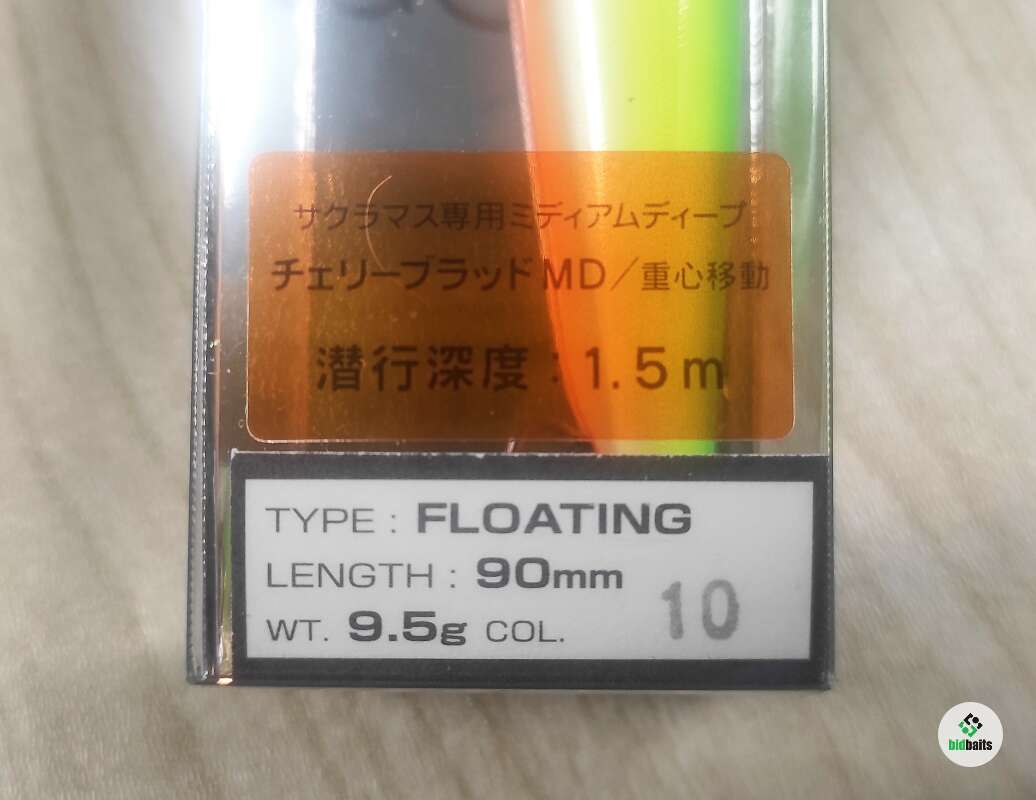 サクラマス専用ミディアムディープ
チェリーブラッドMD/重心移動
潜行深度:1.5m
TYPE : FLOATING
LENGTH : 90mm
WT. 9.5g COL. 10
bidbaits